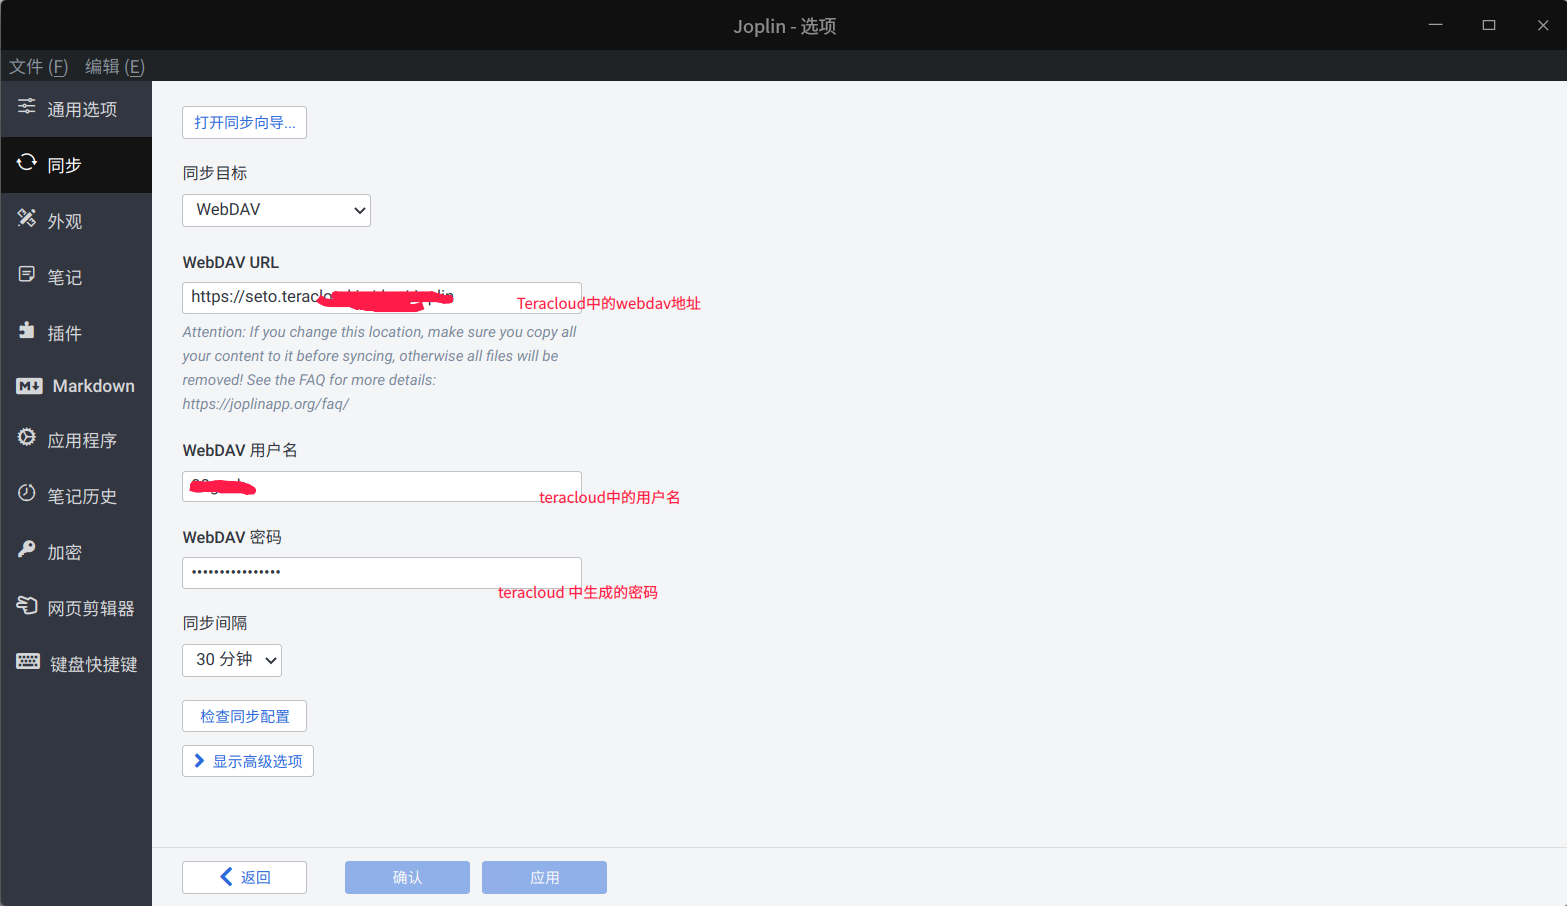 Joplin - 选项
文件 (F) 编辑 (E)
通用选项
同步
外观
笔记
插件
Markdown
应用程序
笔记历史
加密
网页剪辑器
键盘快捷键
打开同步向导...
同步目标
WebDAV
WebDAV URL
https://seto.teraclo
Teracloud中的webdav地址
Attention: If you change this location, make sure you copy all
your content to it before syncing, otherwise all files will be
removed! See the FAQ for more details:
https://joplinapp.org/faq/
WebDAV 用户名
teracloud中的用户名
WebDAV 密码
••••••••••••••••
teracloud 中生成的密码
同步间隔
30 分钟
检查同步配置
显示高级选项
返回 确认 应用